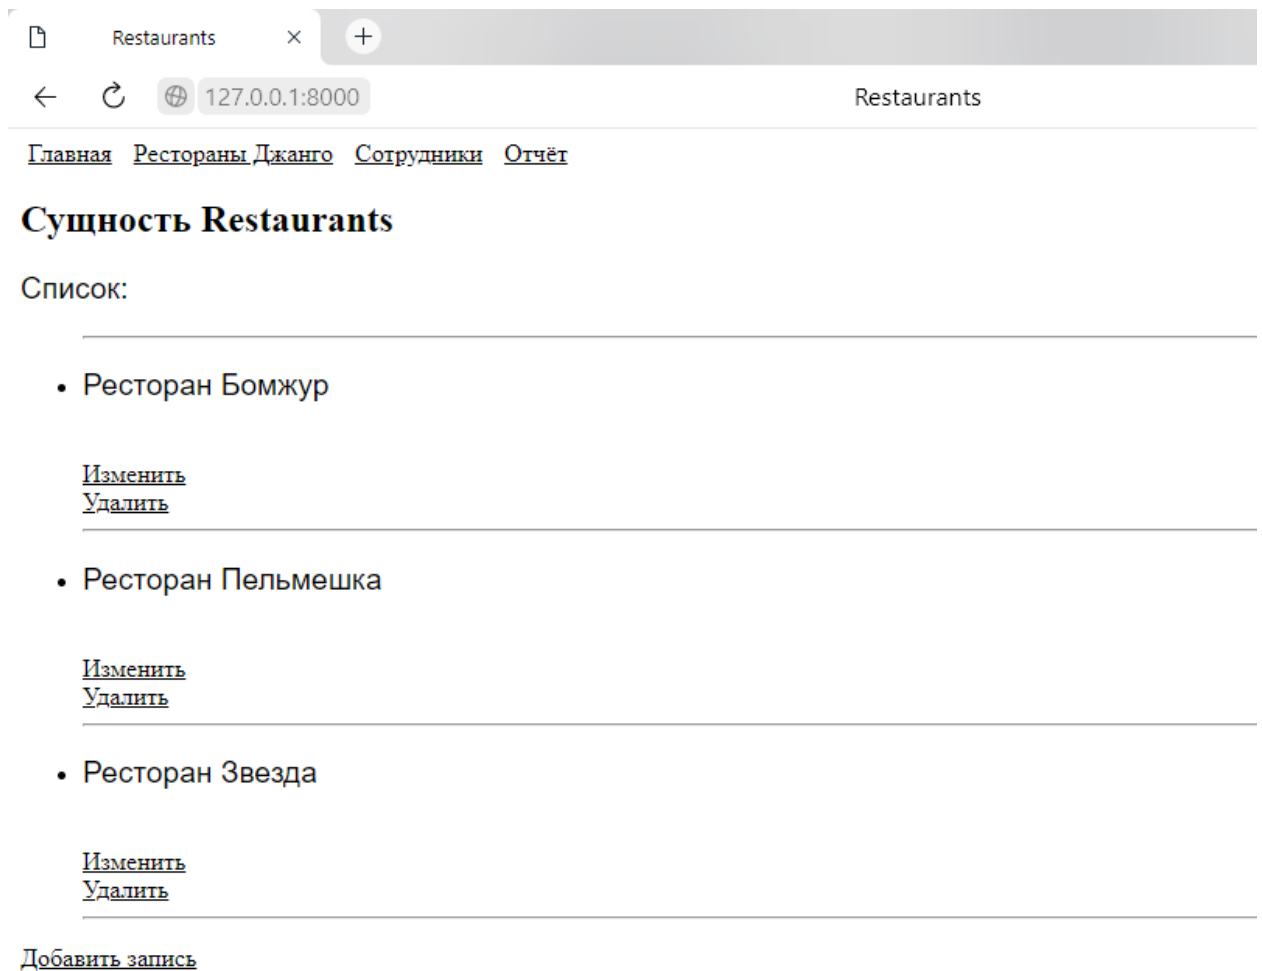 Restaurants
127.0.0.1:8000 Restaurants
Главная Рестораны Джанго Сотрудники Отчёт
Сущность Restaurants
Список:
Ресторан Бомжур
Изменить
Удалить
Ресторан Пельмешка
Изменить
Удалить
Ресторан Звезда
Изменить
Удалить
Добавить запись